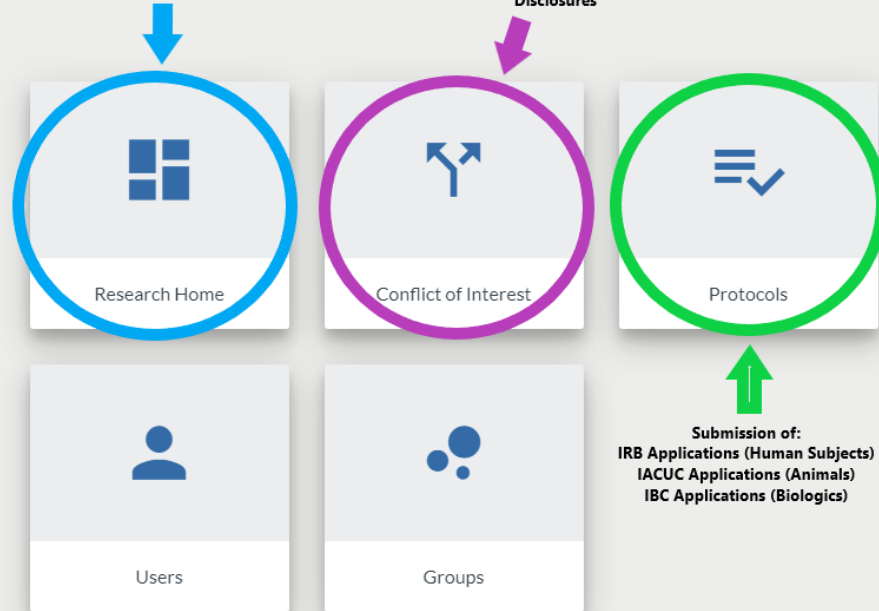 Disclosures
Research Home
Conflict of Interest
Protocols
Submission of:
IRB Applications (Human Subjects)
IACUC Applications (Animals)
IBC Applications (Biologics)
Users
Groups